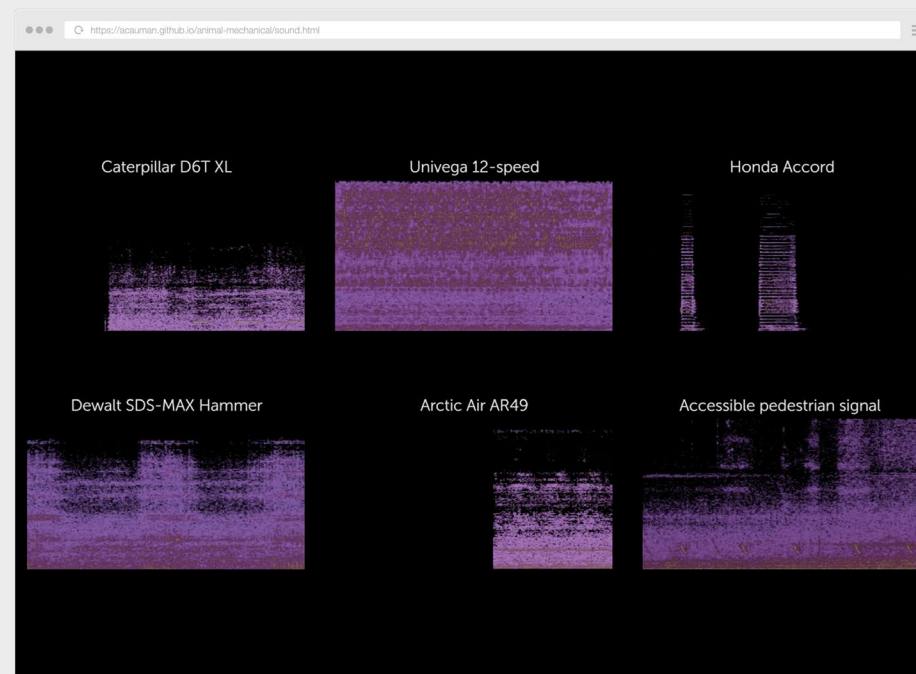 https://acauman.github.io/animal-mechanical/sound.html
Caterpillar D6T XL
Univega 12-speed
Honda Accord
Dewalt SDS-MAX Hammer
Arctic Air AR49
Accessible pedestrian signal